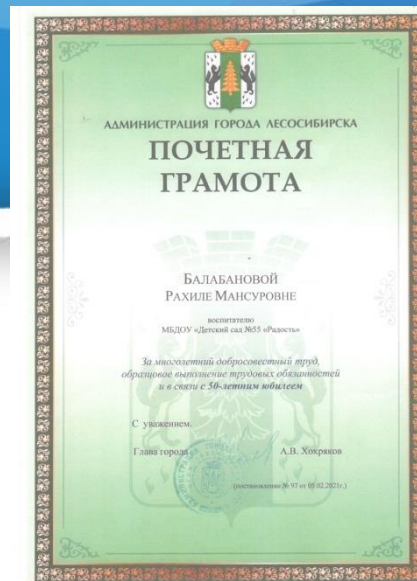 АДМИНИСТРАЦИЯ ГОРОДА ЛЕСОСИБИРСКА
ПОЧЕТНАЯ
ГРАМОТА
БАЛАБАНОВОЙ
РАХИЛЕ МАНСУРОВНЕ
воспитателю
МБДОУ «Детский сад №55 «Радость»
За многолетний добросовестный труд,
образцовое выполнение трудовых обязанностей
и в связи с 50-летним юбилеем
С уважением,
Глава города А.В. Хохряков
(постановление № 97 от 05.02.2021г.)